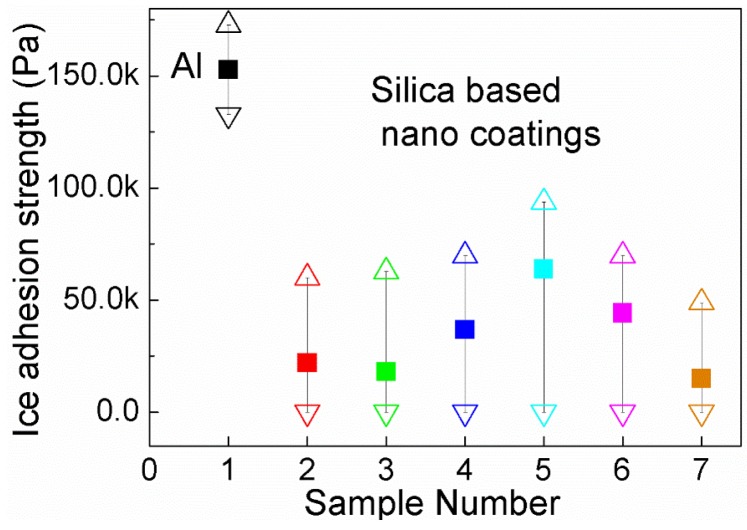 Ice adhesion strength (Pa)
150.0k
100.0k
50.0k
0.0
Al
Silica based
nano coatings
0 1 2 3 4 5 6 7
Sample Number